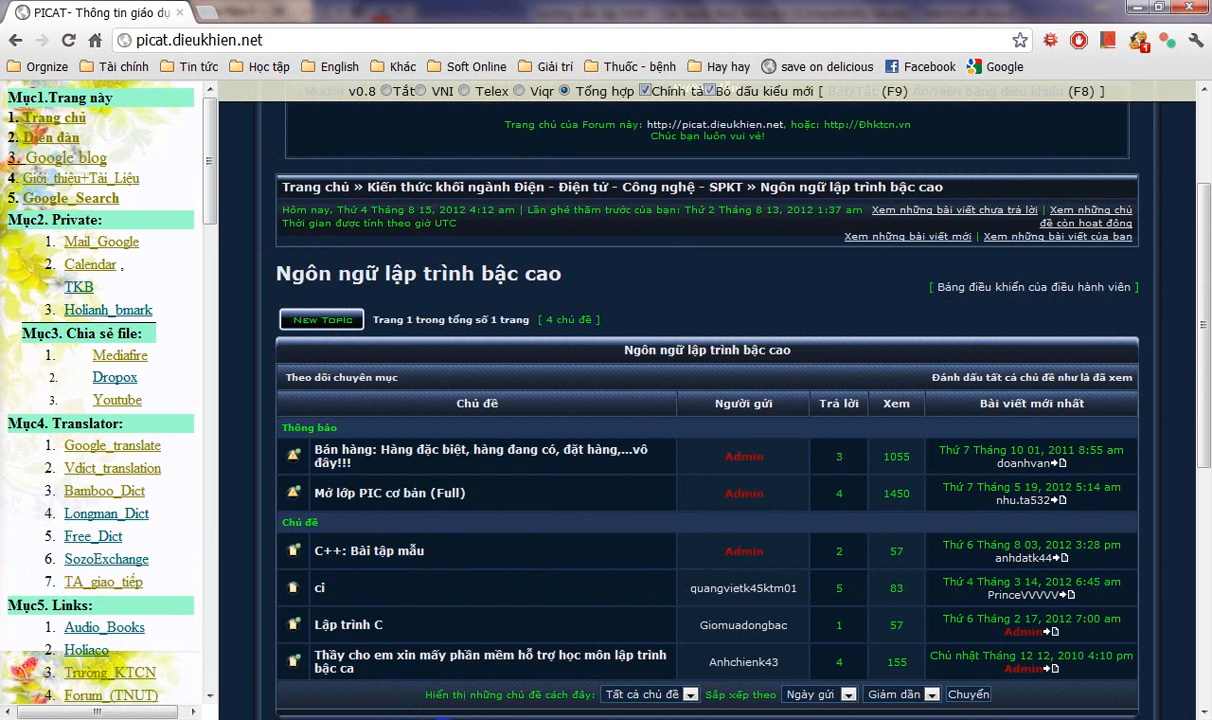 PICAT- Thông tin giáo dụ
picat.dieukhien.net
Orgnize Tài chính Tin tức Học tập English Khác Soft Online Giải trí Thuốc - bệnh Hay hay save on delicious Facebook Google
Mục1.Trang này
1. Trang chủ
2. Diễn đàn
3. Google blog
4. Giới_thiệu+Tài_Liệu
5. Google_Search
Mục2. Private:
1. Mail_Google
2. Calendar .
TKB
3. Holianh_bmark
Mục3. Chia sẻ file:
1. Mediafire
2. Dropox
3. Youtube
Mục4. Translator:
1. Google_translate
2. Vdict_translation
3. Bamboo_Dict
4. Longman_Dict
5. Free_Dict
6. SozoExchange
7. TA_giao_tiếp
Mục5. Links:
1. Audio_Books
2. Holiaco
3. Trường_KTCN
4. Forum_(TNUT)
v0.8 Tắt VNI Telex Viqr Tổng hợp Chính tả Bỏ dấu kiểu mới [ Bật/Tắt (F9) Ẩn/Hiện bảng điều khiển (F8) ]
Trang chủ của Forum này: http://picat.dieukhien.net, hoặc: http://Đhktcn.vn
Chúc bạn luôn vui vẻ!
Trang chủ » Kiến thức khối ngành Điện - Điện tử - Công nghệ - SPKT » Ngôn ngữ lập trình bậc cao
Hôm nay, Thứ 4 Tháng 8 15, 2012 4:12 am | Lần ghé thăm trước của bạn: Thứ 2 Tháng 8 13, 2012 1:37 am
Thời gian được tính theo giờ UTC
Xem những bài viết chưa trả lời | Xem những chủ
đề còn hoạt động
Xem những bài viết mới | Xem những bài viết của bạn
Ngôn ngữ lập trình bậc cao
[ Bảng điều khiển của điều hành viên ]
New Topic Trang 1 trong tổng số 1 trang [ 4 chủ đề ]
Ngôn ngữ lập trình bậc cao
Theo dõi chuyên mục Đánh dấu tất cả chủ đề như là đã xem
Chủ đề Người gửi Trả lời Xem Bài viết mới nhất
Thông báo
Bán hàng: Hàng đặc biệt, hàng đang có, đặt hàng,...vô
đây!!!
Admin 3 1055 Thứ 7 Tháng 10 01, 2011 8:55 am
doanhvan
Mở lớp PIC cơ bản (Full) Admin 4 1450 Thứ 7 Tháng 5 19, 2012 5:14 am
nhu.ta532
Chủ đề
C++: Bài tập mẫu Admin 2 57 Thứ 6 Tháng 8 03, 2012 3:28 pm
anhdatk44
ci quangvietk45ktm01 5 83 Thứ 4 Tháng 3 14, 2012 6:45 am
PrinceVVVVV
Lập trình C Giomuadongbac 1 57 Thứ 6 Tháng 2 17, 2012 7:00 am
Admin
Thầy cho em xin mấy phần mềm hỗ trợ học môn lập trình
bậc ca
Anhchienk43 4 155 Chủ nhật Tháng 12 12, 2010 4:10 pm
Admin
Hiển thị những chủ đề cách đây: Tất cả chủ đề Sắp xếp theo Ngày gửi Giảm dần Chuyển